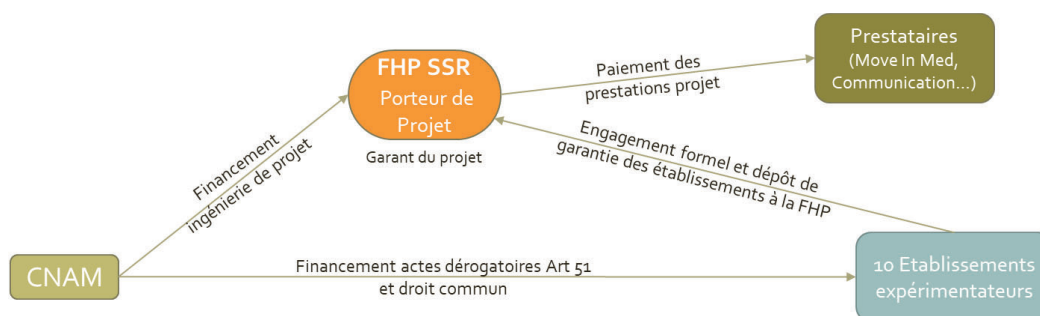 Prestataires
(Move In Med,
Communication...)
FHP SSR
Porteur de
Projet
Garant du projet
Paiement des
prestations projet
Engagement formel et dépôt de
garantie des établissements à la FHP
Financement
ingénierie de projet
CNAM
Financement actes dérogatoires Art 51
et droit commun
10 Etablissements
expérimentateurs